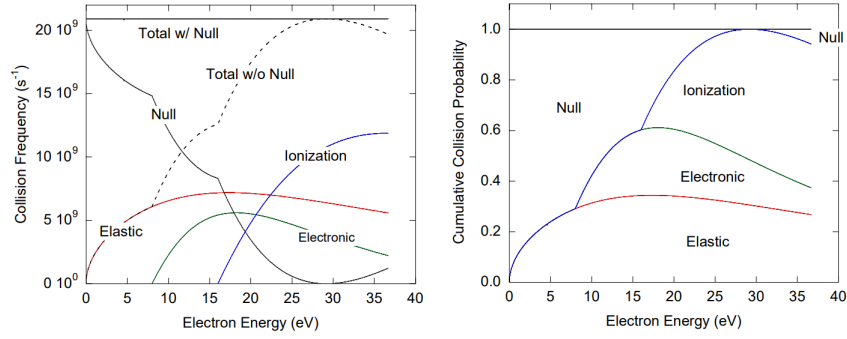 20 10⁹
15 10⁹
10 10⁹
5 10⁹
0 10⁰
Collision Frequency (s⁻¹)
Total w/ Null
Total w/o Null
Null
Ionization
Elastic
Electronic
0 5 10 15 20 25 30 35 40
Electron Energy (eV)
1.0
0.8
0.6
0.4
0.2
0.0
Cumulative Collision Probability
Null
Ionization
Null
Electronic
Elastic
0 5 10 15 20 25 30 35 40
Electron Energy (eV)